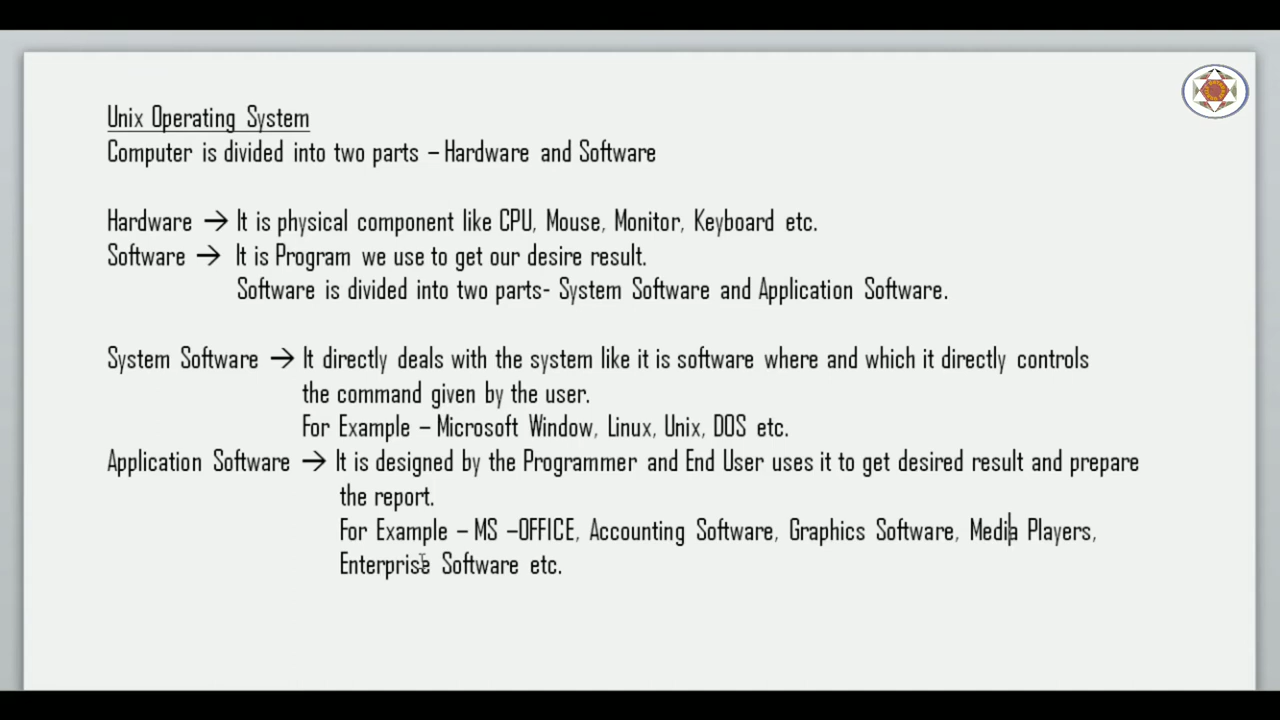 Unix Operating System
Computer is divided into two parts – Hardware and Software
Hardware → It is physical component like CPU, Mouse, Monitor, Keyboard etc.
Software → It is Program we use to get our desire result.
Software is divided into two parts- System Software and Application Software.
System Software → It directly deals with the system like it is software where and which it directly controls
the command given by the user.
For Example – Microsoft Window, Linux, Unix, DOS etc.
Application Software → It is designed by the Programmer and End User uses it to get desired result and prepare
the report.
For Example – MS –OFFICE, Accounting Software, Graphics Software, Media Players,
Enterprise Software etc.